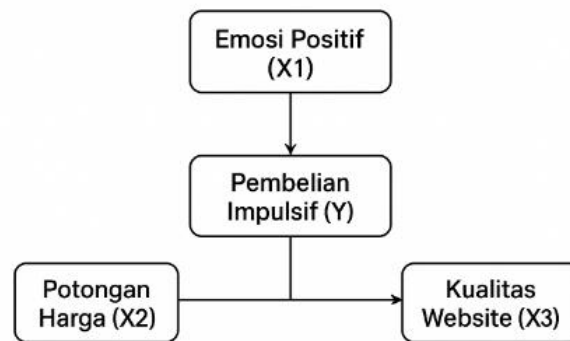 Emosi Positif
(X1)
Pembelian
Impulsif (Y)
Potongan
Harga (X2)
Kualitas
Website (X3)